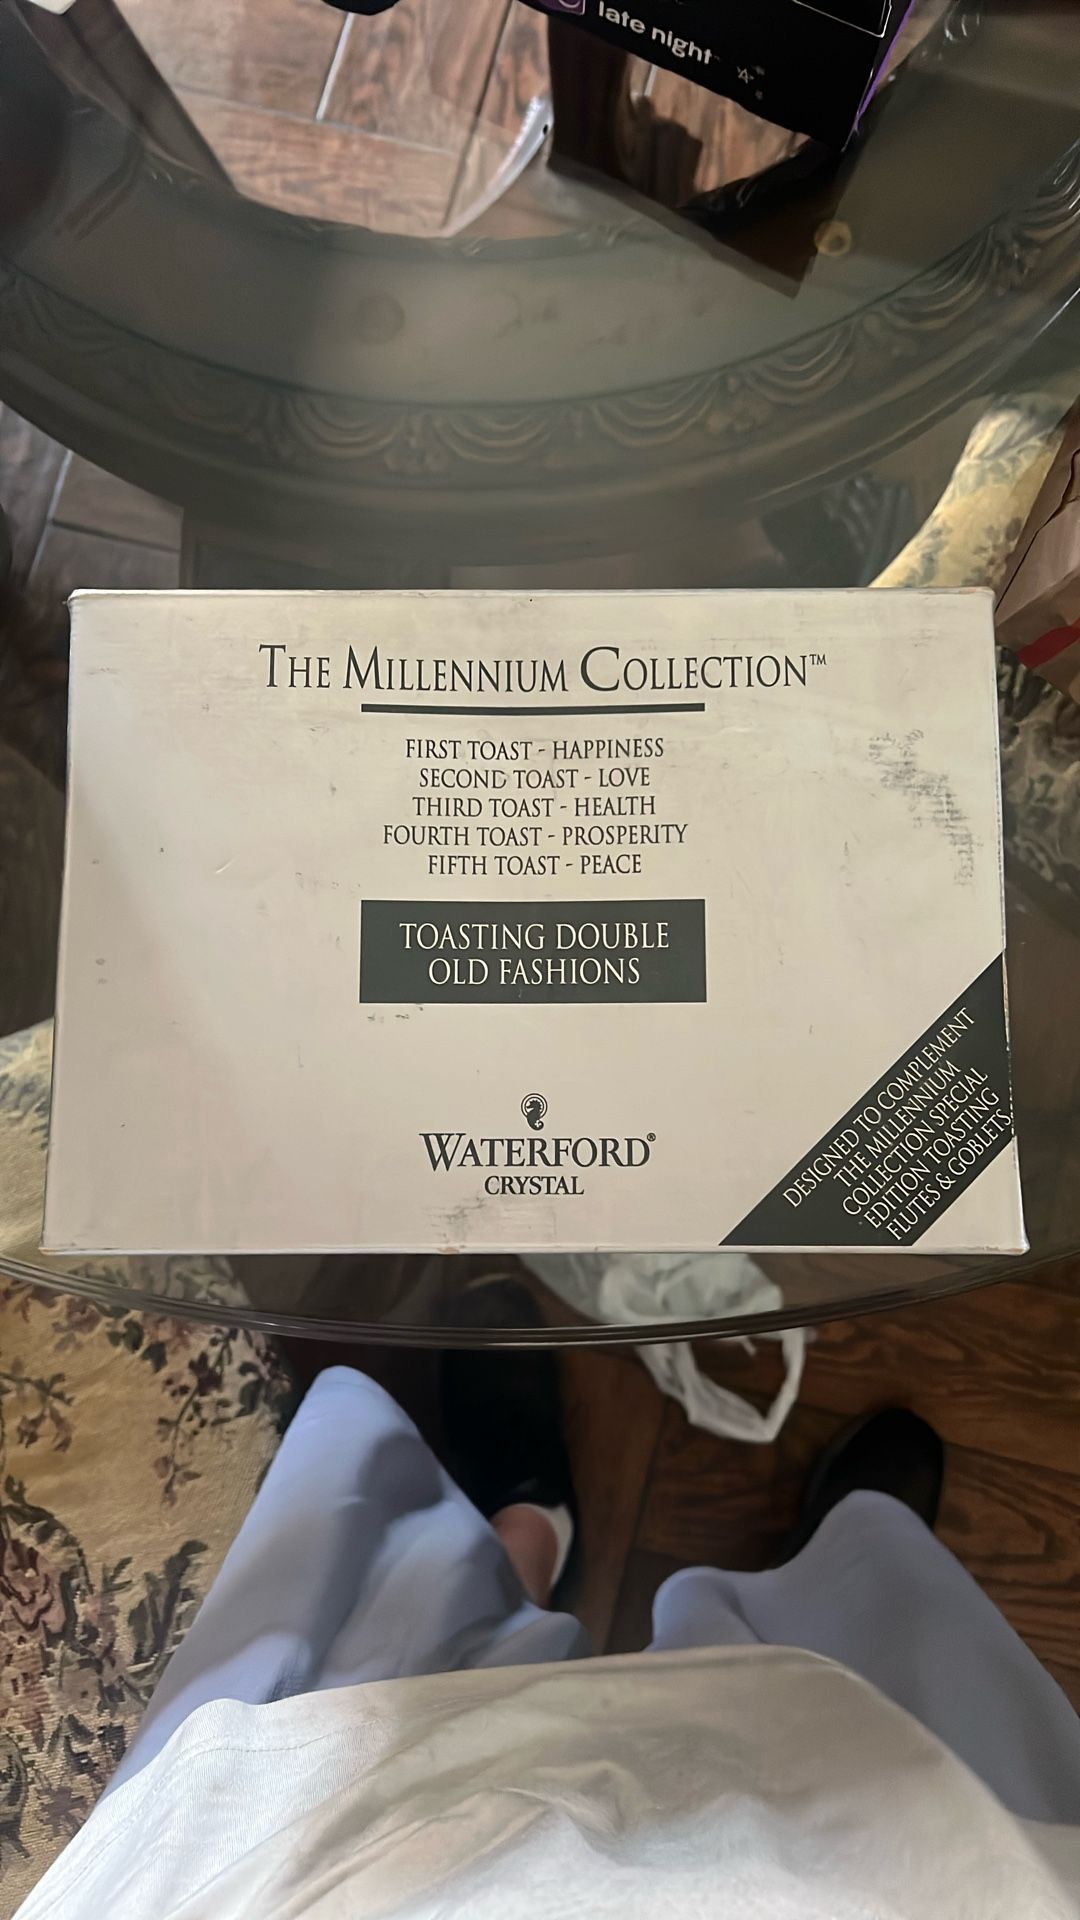 late night
THE MILLENNIUM COLLECTION™
FIRST TOAST - HAPPINESS
SECOND TOAST - LOVE
THIRD TOAST - HEALTH
FOURTH TOAST - PROSPERITY
FIFTH TOAST - PEACE
TOASTING DOUBLE
OLD FASHIONS
WATERFORD®
CRYSTAL
DESIGNED TO COMPLEMENT
THE MILLENNIUM
COLLECTION SPECIAL
EDITION TOASTING
FLUTES & GOBLETS.